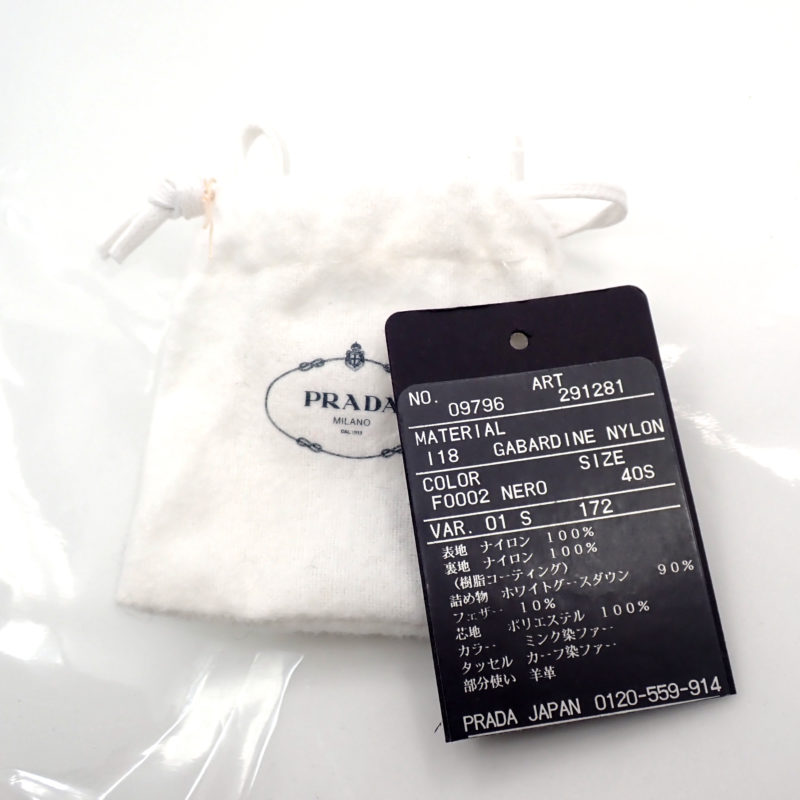 PRADA
MILANO
DAL 1913
NO. ART
09796 291281
MATERIAL
I18 GABARDINE NYLON
COLOR SIZE
F0002 NERO 40S
VAR. 01 S 172
表地 ナイロン 100%
裏地 ナイロン 100%
(樹脂コーティング)
詰め物 ホワイトグースダウン 90%
フェザー 10%
芯地 ポリエステル 100%
カラー ミンク染ファー
タッセル カーフ染ファー
部分使い 羊革
PRADA JAPAN 0120-559-914